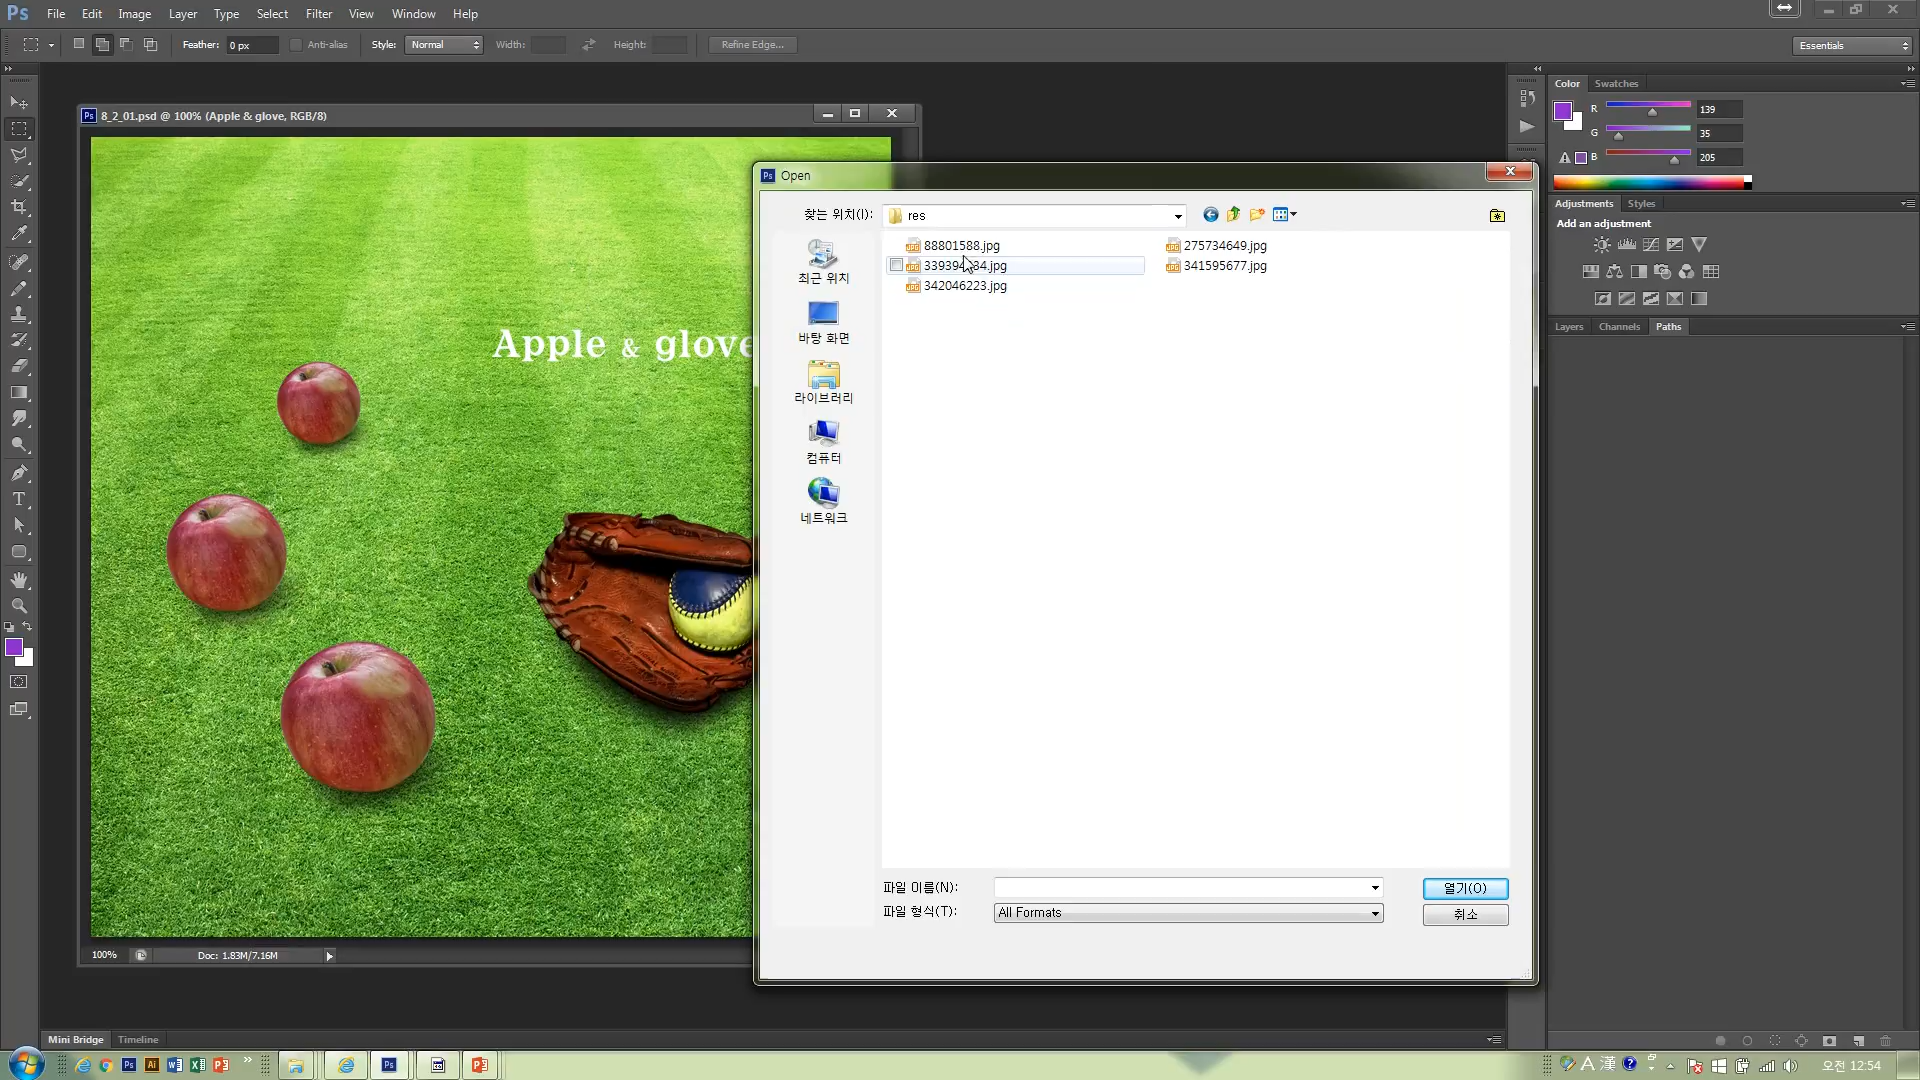 Ps File Edit Image Layer Type Select Filter View Window Help
Feather: 0 px Anti-alias Style: Normal Width: Height: Refine Edge... Essentials
Color Swatches
R 139
G 35
B 205
Adjustments Styles
Add an adjustment
Layers Channels Paths
Ps 8_2_01.psd @ 100% (Apple & glove, RGB/8)
Apple & glove
100% Doc: 1.83M/7.16M
Ps Open
찾는 위치(I): res
최근 위치
바탕 화면
라이브러리
컴퓨터
네트워크
88801588.jpg 275734649.jpg
341595677.jpg
342046223.jpg
파일 이름(N): 열기(O)
파일 형식(T): All Formats 취소
Mini Bridge Timeline
A 漢 오전 12:54